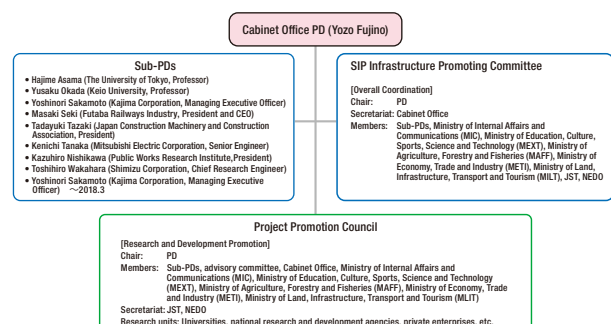 Cabinet Office PD (Yozo Fujino)
Sub-PDs
• Hajime Asama (The University of Tokyo, Professor)
• Yusaku Okada (Keio University, Professor)
• Yoshinori Sakamoto (Kajima Corporation, Managing Executive Officer)
• Masaki Seki (Futaba Railways Industry, President and CEO)
• Tadayuki Tazaki (Japan Construction Machinery and Construction
Association, President)
• Kenichi Tanaka (Mitsubishi Electric Corporation, Senior Engineer)
• Kazuhiro Nishikawa (Public Works Research Institute,President)
• Toshihiro Wakahara (Shimizu Corporation, Chief Research Engineer)
• Yoshinori Sakamoto (Kajima Corporation, Managing Executive
Officer) ～2018.3
SIP Infrastructure Promoting Committee
[Overall Coordination]
Chair: PD
Secretariat: Cabinet Office
Members: Sub-PDs, Ministry of Internal Affairs and
Communications (MIC), Ministry of Education, Culture,
Sports, Science and Technology (MEXT), Ministry of
Agriculture, Forestry and Fisheries (MAFF), Ministry of
Economy, Trade and Industry (METI), Ministry of Land,
Infrastructure, Transport and Tourism (MILT), JST, NEDO
Project Promotion Council
[Research and Development Promotion]
Chair: PD
Members: Sub-PDs, advisory committee, Cabinet Office, Ministry of Internal Affairs and
Communications (MIC), Ministry of Education, Culture, Sports, Science and Technology
(MEXT), Ministry of Agriculture, Forestry and Fisheries (MAFF), Ministry of Economy, Trade
and Industry (METI), Ministry of Land, Infrastructure, Transport and Tourism (MLIT)
Secretariat: JST, NEDO
Research units: Universities, national research and development agencies, private enterprises, etc.